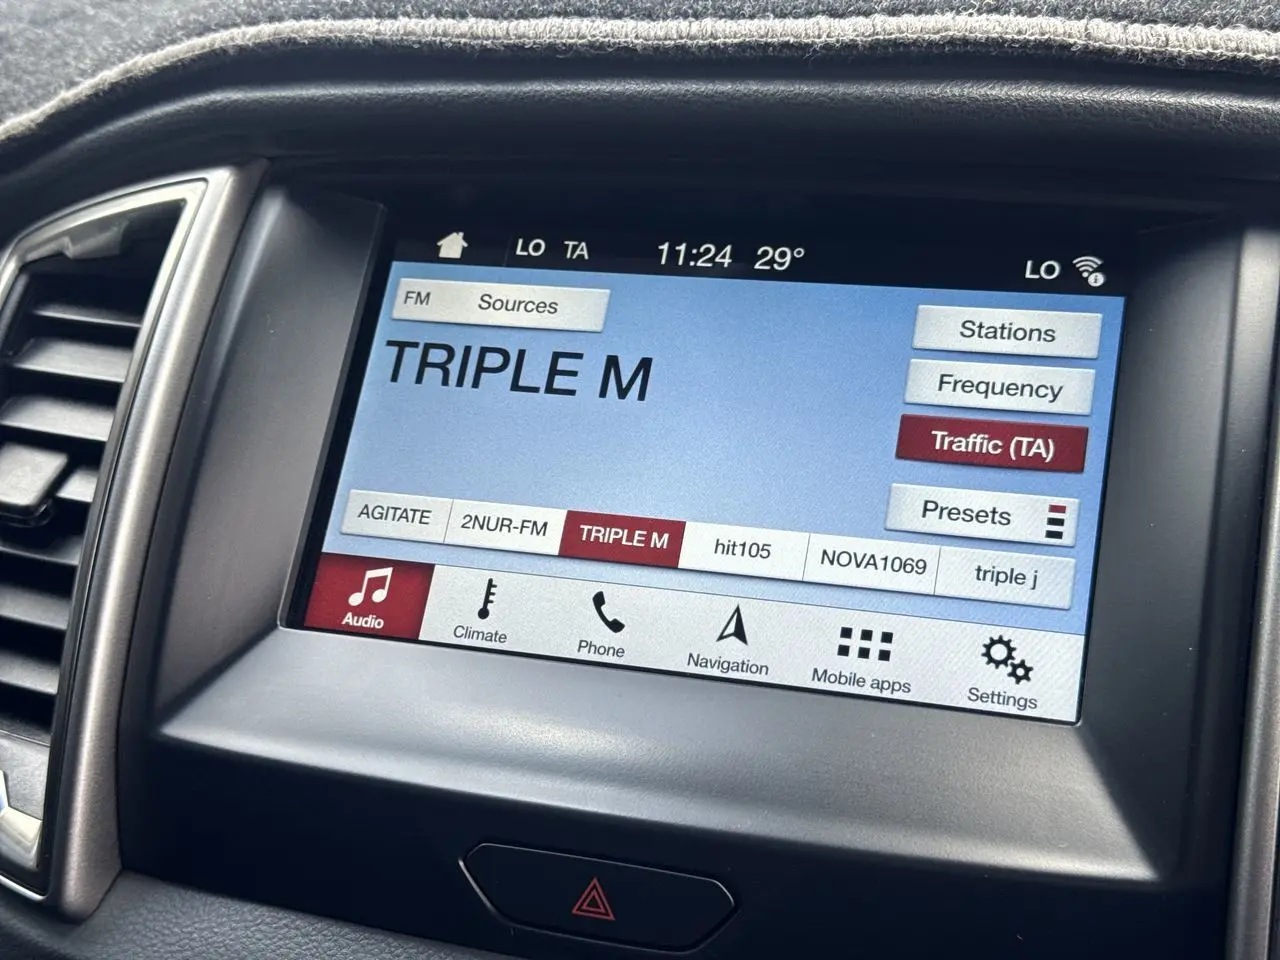 LO TA 11:24 29° LO
FM Sources
Stations
TRIPLE M
Frequency
Traffic (TA)
Presets
AGITATE 2NUR-FM TRIPLE M hit105 NOVA1069 triple j
Audio Climate Phone Navigation Mobile apps Settings